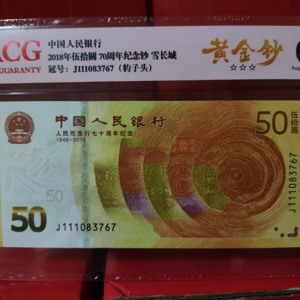 ACG
GUARANTY
中国人民银行
2018年伍拾圆 70周年纪念钞 雪长城
冠号：J111083767（豹子头）
黄金钞
☆☆☆
中国人民银行
人民币发行七十周年纪念
1948-2018
50
伍拾圆
50
J111083767
J111083767